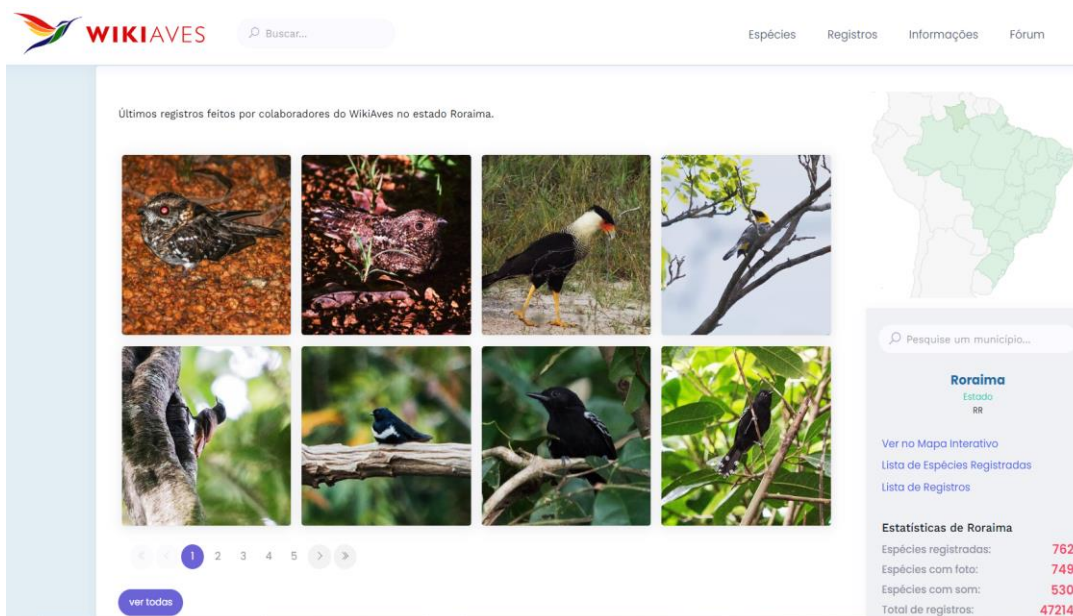 WIKIAVES
Buscar...
Espécies
Registros
Informações
Fórum
Últimos registros feitos por colaboradores do WikiAves no estado Roraima.
1 2 3 4 5
ver todas
Pesquise um município...
Roraima
Estado
RR
Ver no Mapa Interativo
Lista de Espécies Registradas
Lista de Registros
Estatísticas de Roraima
Espécies registradas: 762
Espécies com foto: 749
Espécies com som: 530
Total de registros: 47214